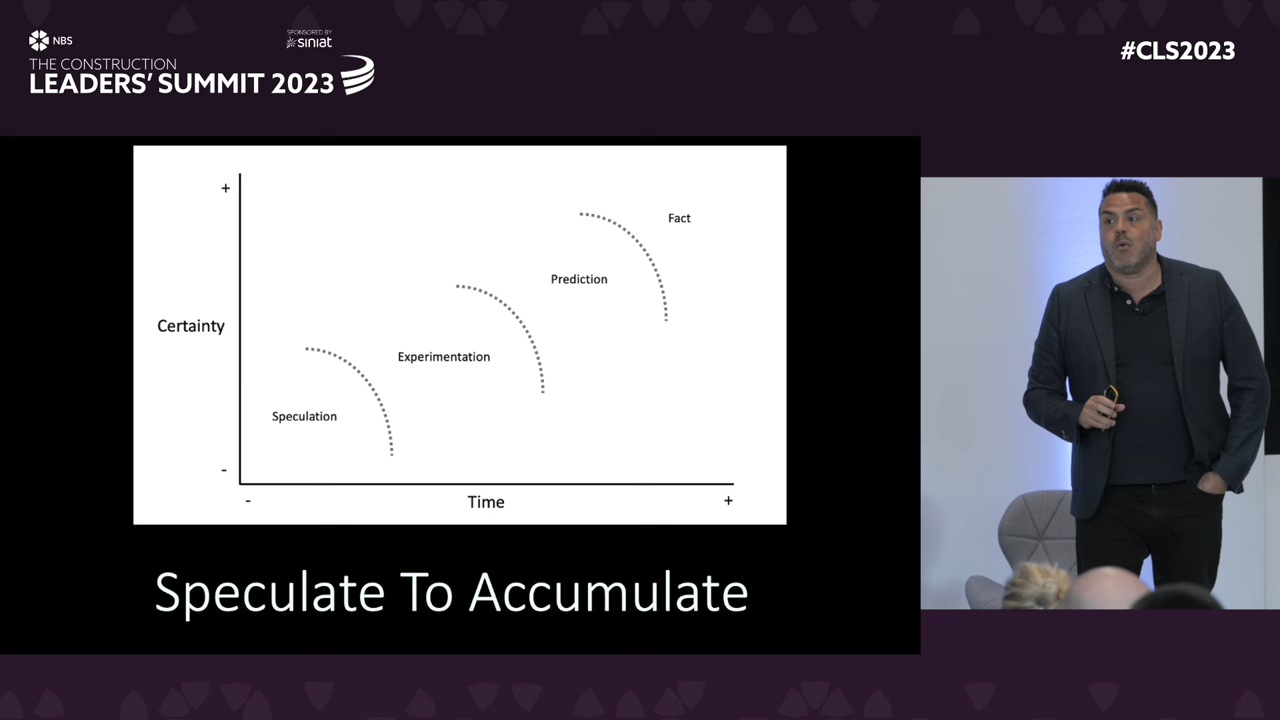 NBS
SPONSORED BY
siniat
THE CONSTRUCTION
LEADERS' SUMMIT 2023
#CLS2023
+
Fact
Prediction
Certainty
Experimentation
Speculation
-
-
Time
+
Speculate To Accumulate